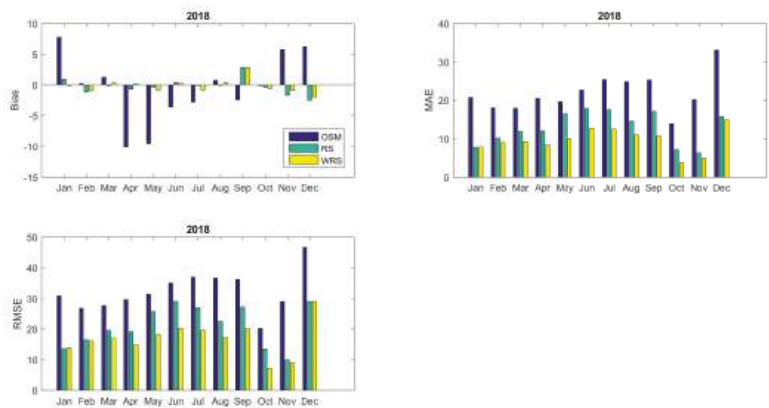 2018
10
5
0
-5
-10
-15
Bias
OSM
RS
WRS
Jan Feb Mar Apr May Jun Jul Aug Sep Oct Nov Dec
2018
40
30
20
10
0
MAE
Jan Feb Mar Apr May Jun Jul Aug Sep Oct Nov Dec
2018
50
40
30
20
10
0
RMSE
Jan Feb Mar Apr May Jun Jul Aug Sep Oct Nov Dec